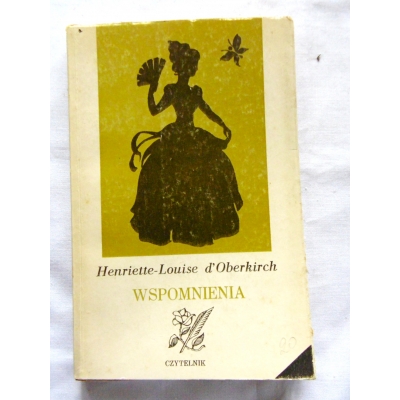 Henriette-Louise d'Oberkirch
WSPOMNIENIA
CZYTELNIK